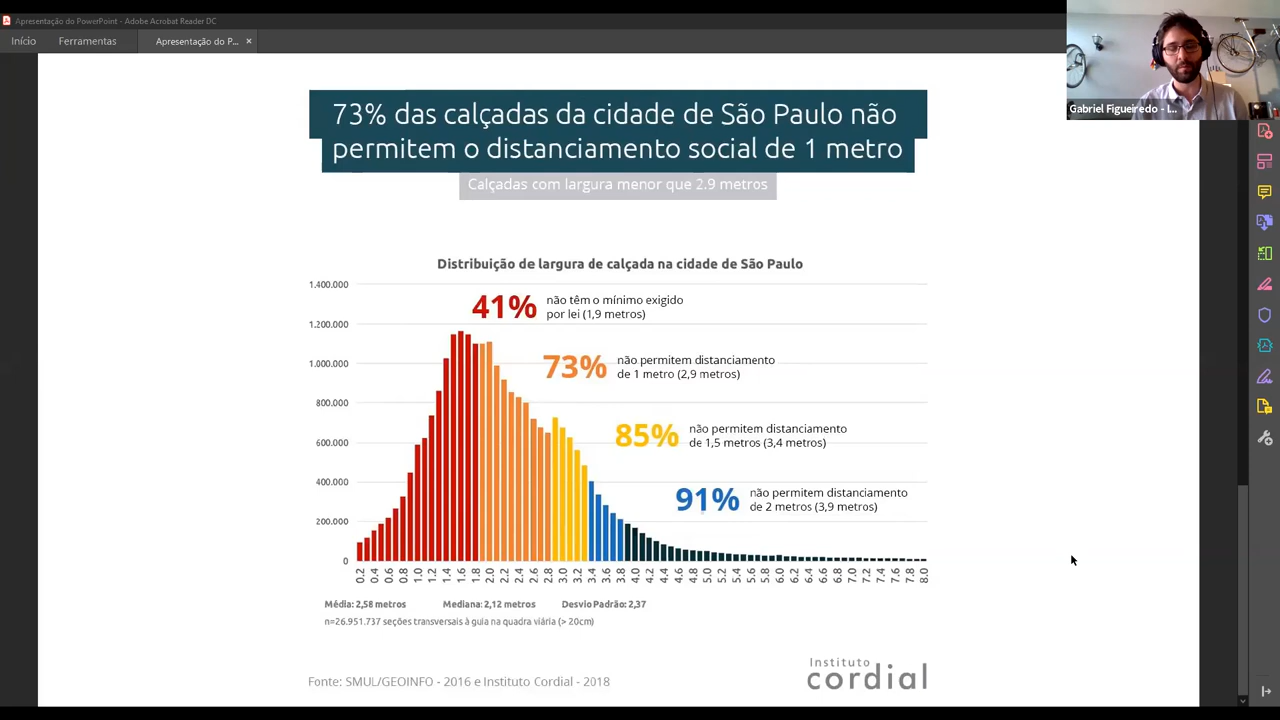 Apresentação do PowerPoint - Adobe Acrobat Reader DC
Início
Ferramentas
Apresentação do P...
Gabriel Figueiredo - I...
73% das calçadas da cidade de São Paulo não
permitem o distanciamento social de 1 metro
Calçadas com largura menor que 2.9 metros
Distribuição de largura de calçada na cidade de São Paulo
1.400.000
1.200.000
1.000.000
800.000
600.000
400.000
200.000
0
41%
não têm o mínimo exigido
por lei (1,9 metros)
73%
não permitem distanciamento
de 1 metro (2,9 metros)
85%
não permitem distanciamento
de 1,5 metros (3,4 metros)
91%
não permitem distanciamento
de 2 metros (3,9 metros)
0.2 0.4 0.6 0.8 1.0 1.2 1.4 1.6 1.8 2.0 2.2 2.4 2.6 2.8 3.0 3.2 3.4 3.6 3.8 4.0 4.2 4.4 4.6 4.8 5.0 5.2 5.4 5.6 5.8 6.0 6.2 6.4 6.6 6.8 7.0 7.2 7.4 7.6 7.8 8.0
Média: 2,58 metros Mediana: 2,12 metros Desvio Padrão: 2,37
n=26.951.737 seções transversais à guia na quadra viária (> 20cm)
Fonte: SMUL/GEOINFO - 2016 e Instituto Cordial - 2018
Instituto
cordial